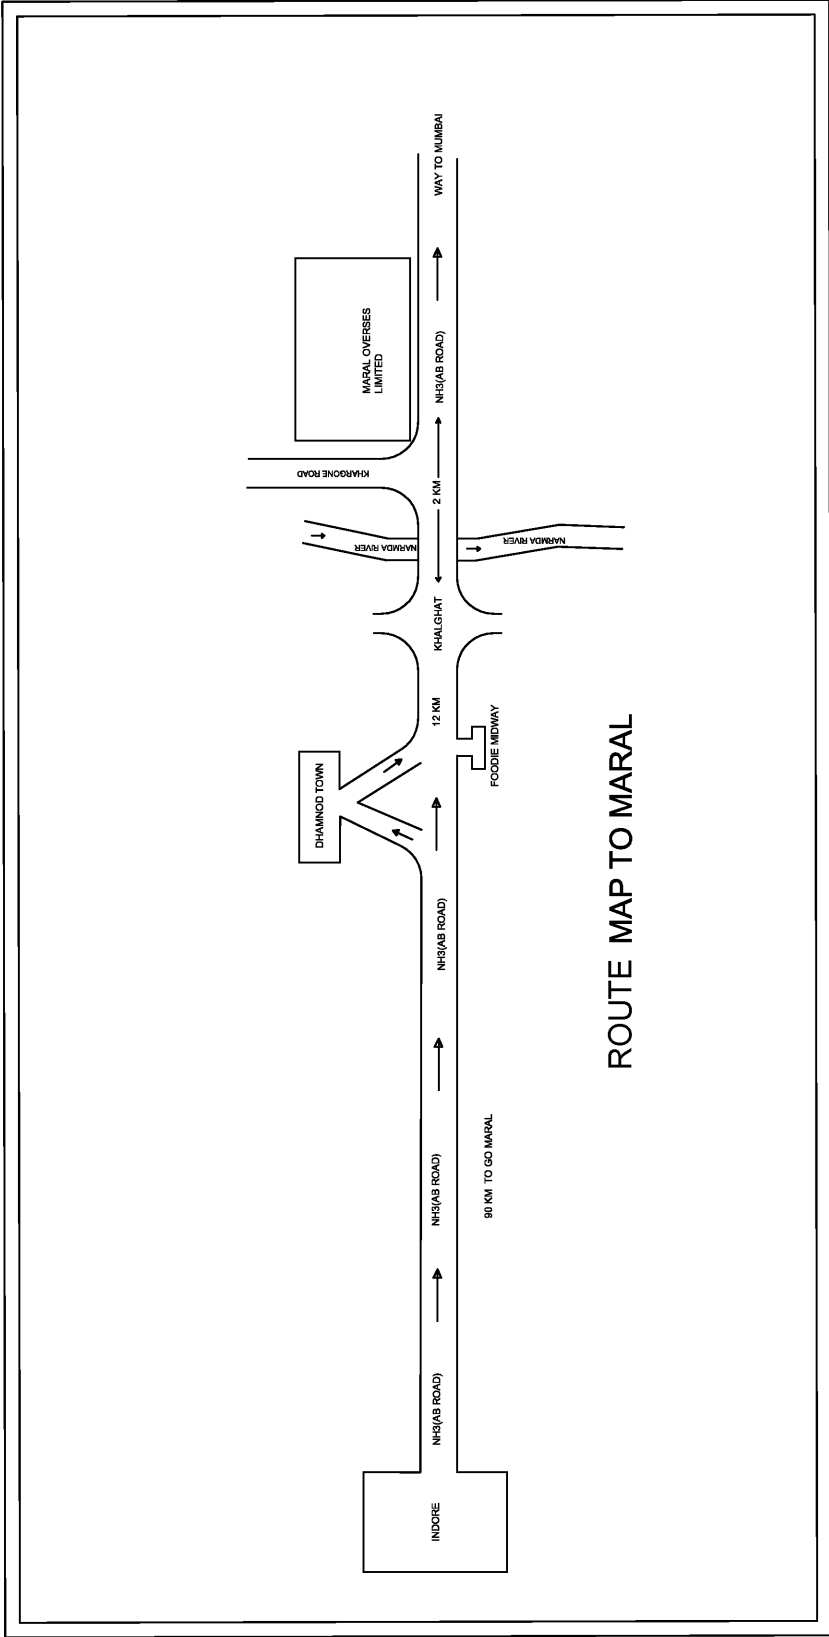 INDORE
NH3(AB ROAD)
NH3(AB ROAD)
90 KM TO GO MARAL
NH3(AB ROAD)
DHAMNOD TOWN
FOODIE MIDWAY
12 KM
KHALGHAT
NARMDA RIVER
NARMDA RIVER
2 KM
KHARGONE ROAD
MARAL OVERSES
LIMITED
NH3(AB ROAD)
WAY TO MUMBAI
ROUTE MAP TO MARAL